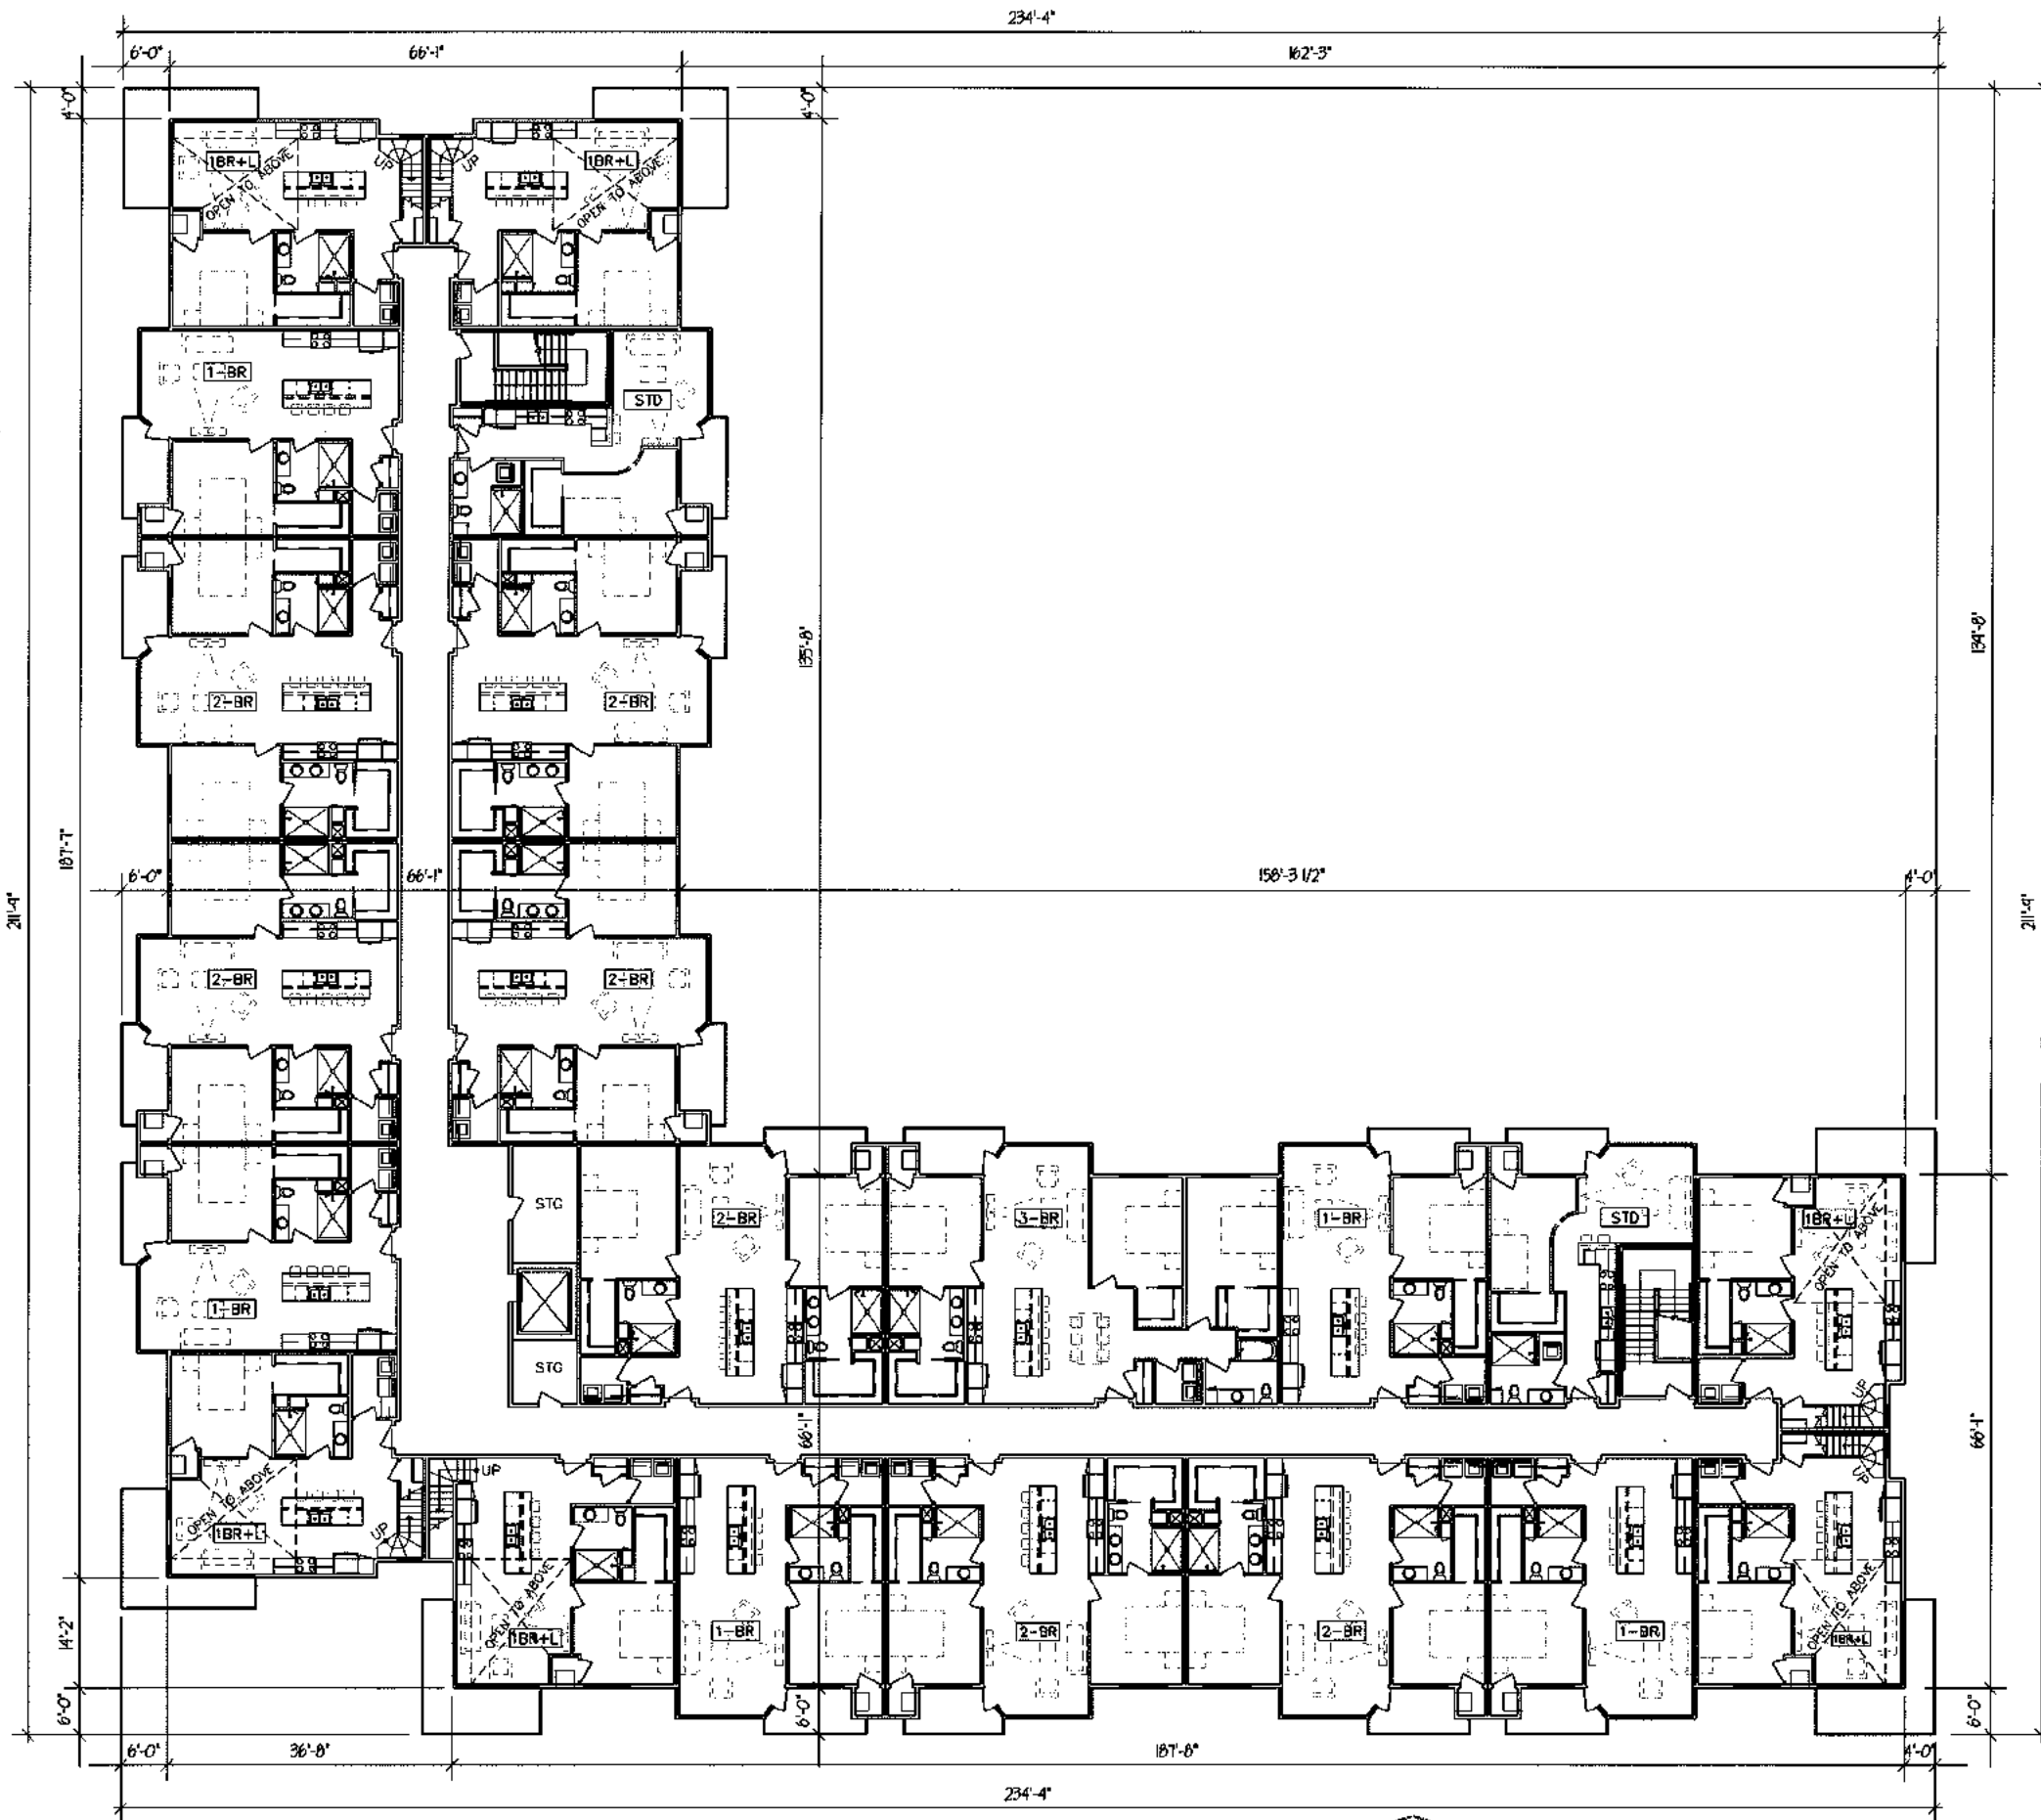 234'-4"
6'-0" 66'-1" 162'-3"
4'-0" 4'-0"
1BR+L UP UP 1BR+L
OPEN TO ABOVE OPEN TO ABOVE
1-BR
STD
135'-8" 134'-8"
2-BR 2-BR
187'-7"
6'-0" 66'-1" 158'-3 1/2" 4'-0"
211'-4" 211'-4"
2-BR 2-BR
STG 2-BR 3-BR 1-BR STD 1BR+L
OPEN TO ABOVE
1-BR
STG
UP
66'-1" 66'-1"
UP
UP
OPEN TO ABOVE
1BR+L UP
OPEN TO ABOVE OPEN TO ABOVE
1BR+L 1-BR 2-BR 2-BR 1-BR 1BR+L
14'-2"
6'-0" 6'-0" 6'-0"
6'-0" 36'-8" 187'-8" 4'-0"
234'-4"